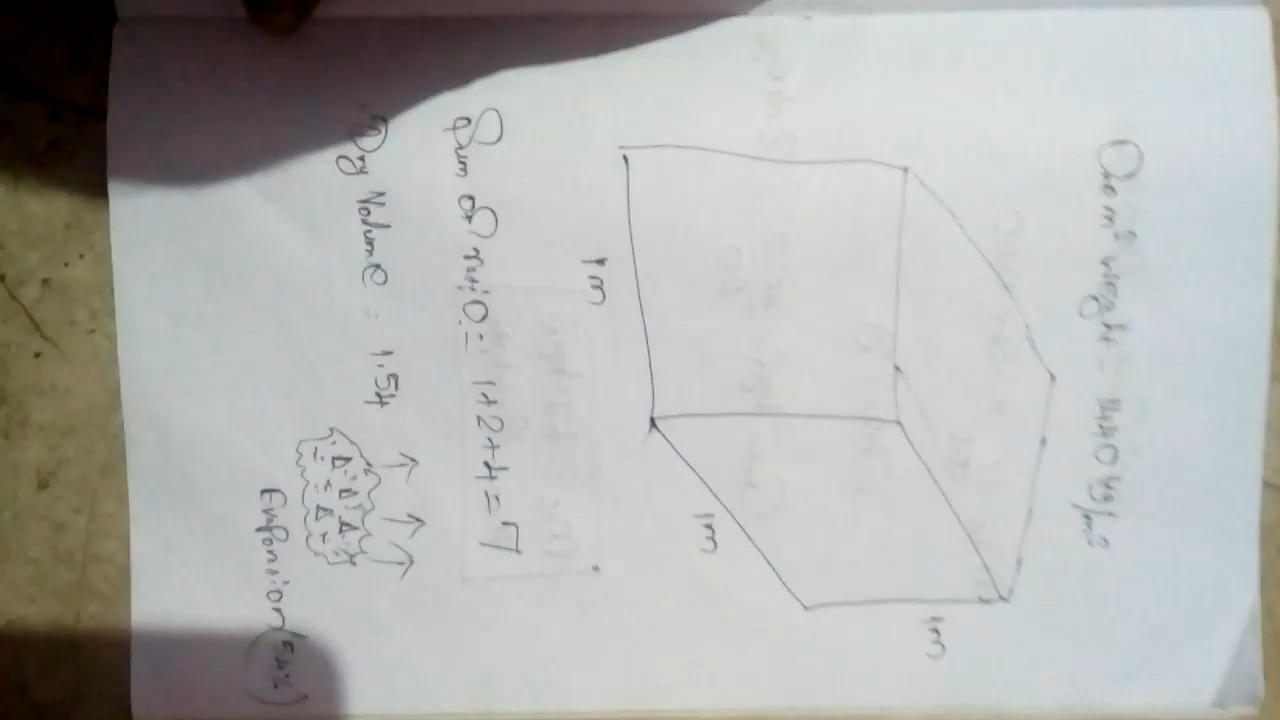 One m³ wieght = 1440 kg/m³
1m
1m
1m
Sum of ratio = 1+2+4=7
Dry Volume = 1.54
Expansion (54%)